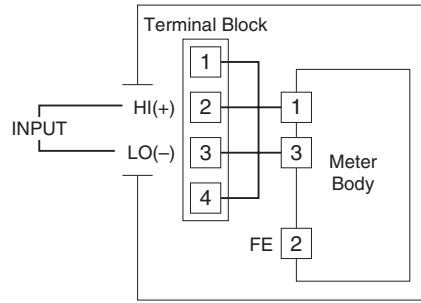 Terminal Block
1
HI(+) 2 1
INPUT
LO(–) 3 3
Meter
Body
4
FE 2